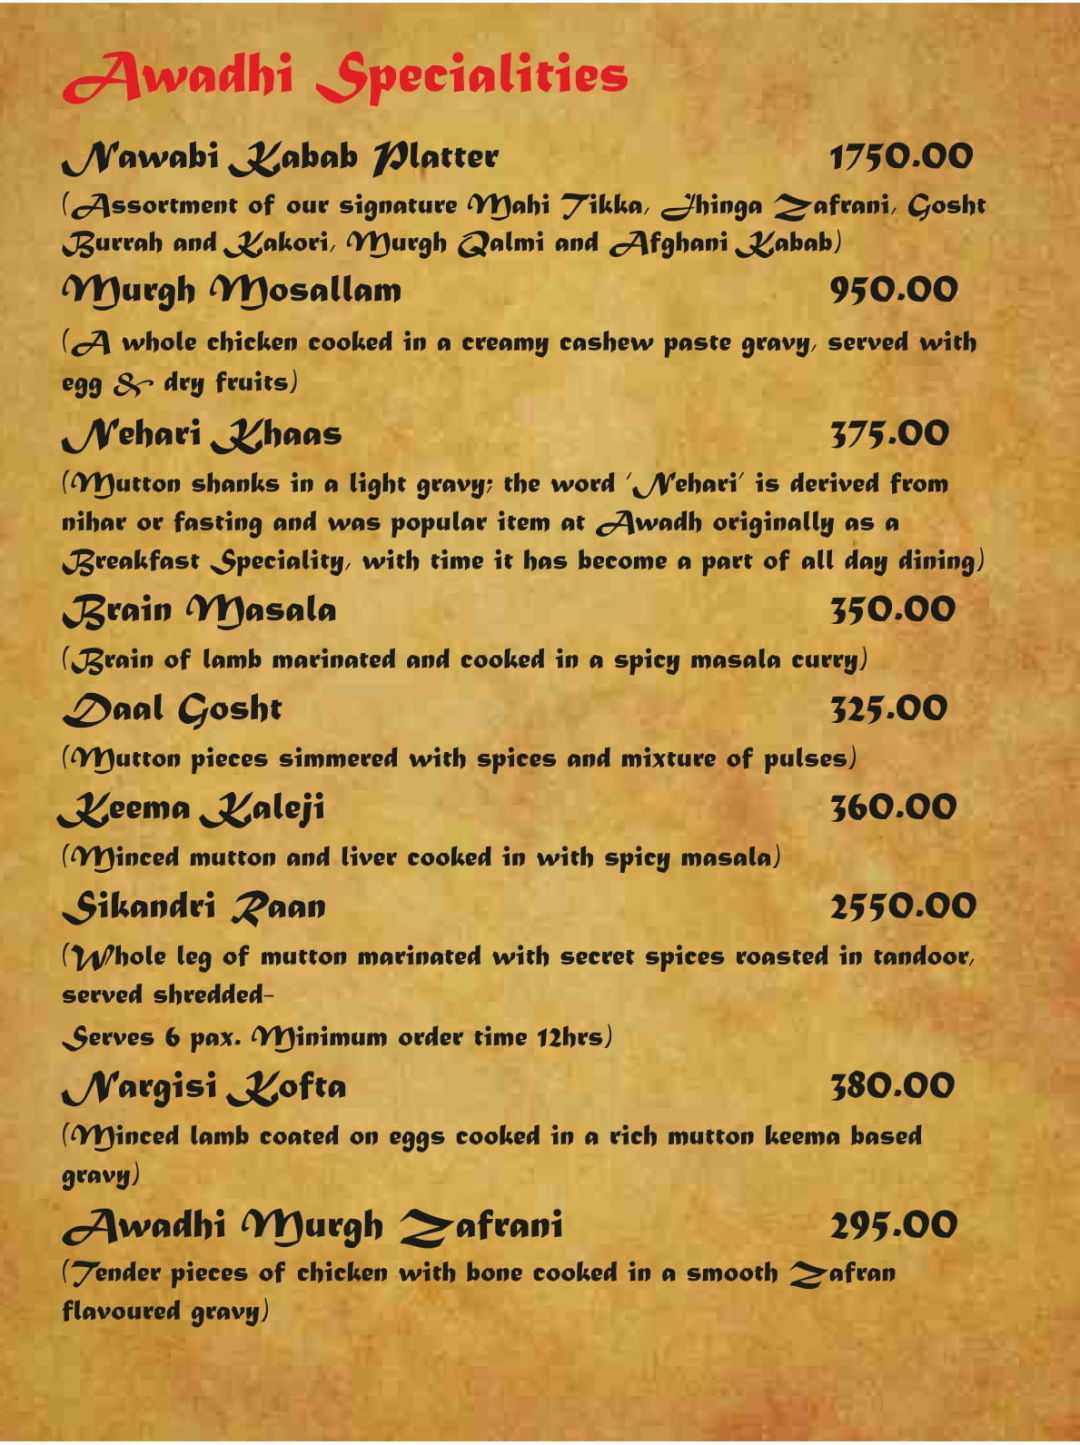 Awadhi Specialities
Nawabi Kabab Platter 1750.00
(Assortment of our signature Mahi Tikka, Jhinga Zafrani, Gosht
Burrah and Kakori, Murgh Qalmi and Afghani Kabab)
Murgh Mosallam 950.00
(A whole chicken cooked in a creamy cashew paste gravy, served with
egg & dry fruits)
Nehari Khaas 375.00
(Mutton shanks in a light gravy; the word 'Nehari' is derived from
nihar or fasting and was popular item at Awadh originally as a
Breakfast Speciality, with time it has become a part of all day dining)
Brain Masala 350.00
(Brain of lamb marinated and cooked in a spicy masala curry)
Daal Gosht 325.00
(Mutton pieces simmered with spices and mixture of pulses)
Keema Kaleji 360.00
(Minced mutton and liver cooked in with spicy masala)
Sikandri Raan 2550.00
(Whole leg of mutton marinated with secret spices roasted in tandoor,
served shredded-
Serves 6 pax. Minimum order time 12hrs)
Nargisi Kofta 380.00
(Minced lamb coated on eggs cooked in a rich mutton keema based
gravy)
Awadhi Murgh Zafrani 295.00
(Tender pieces of chicken with bone cooked in a smooth Zafran
flavoured gravy)